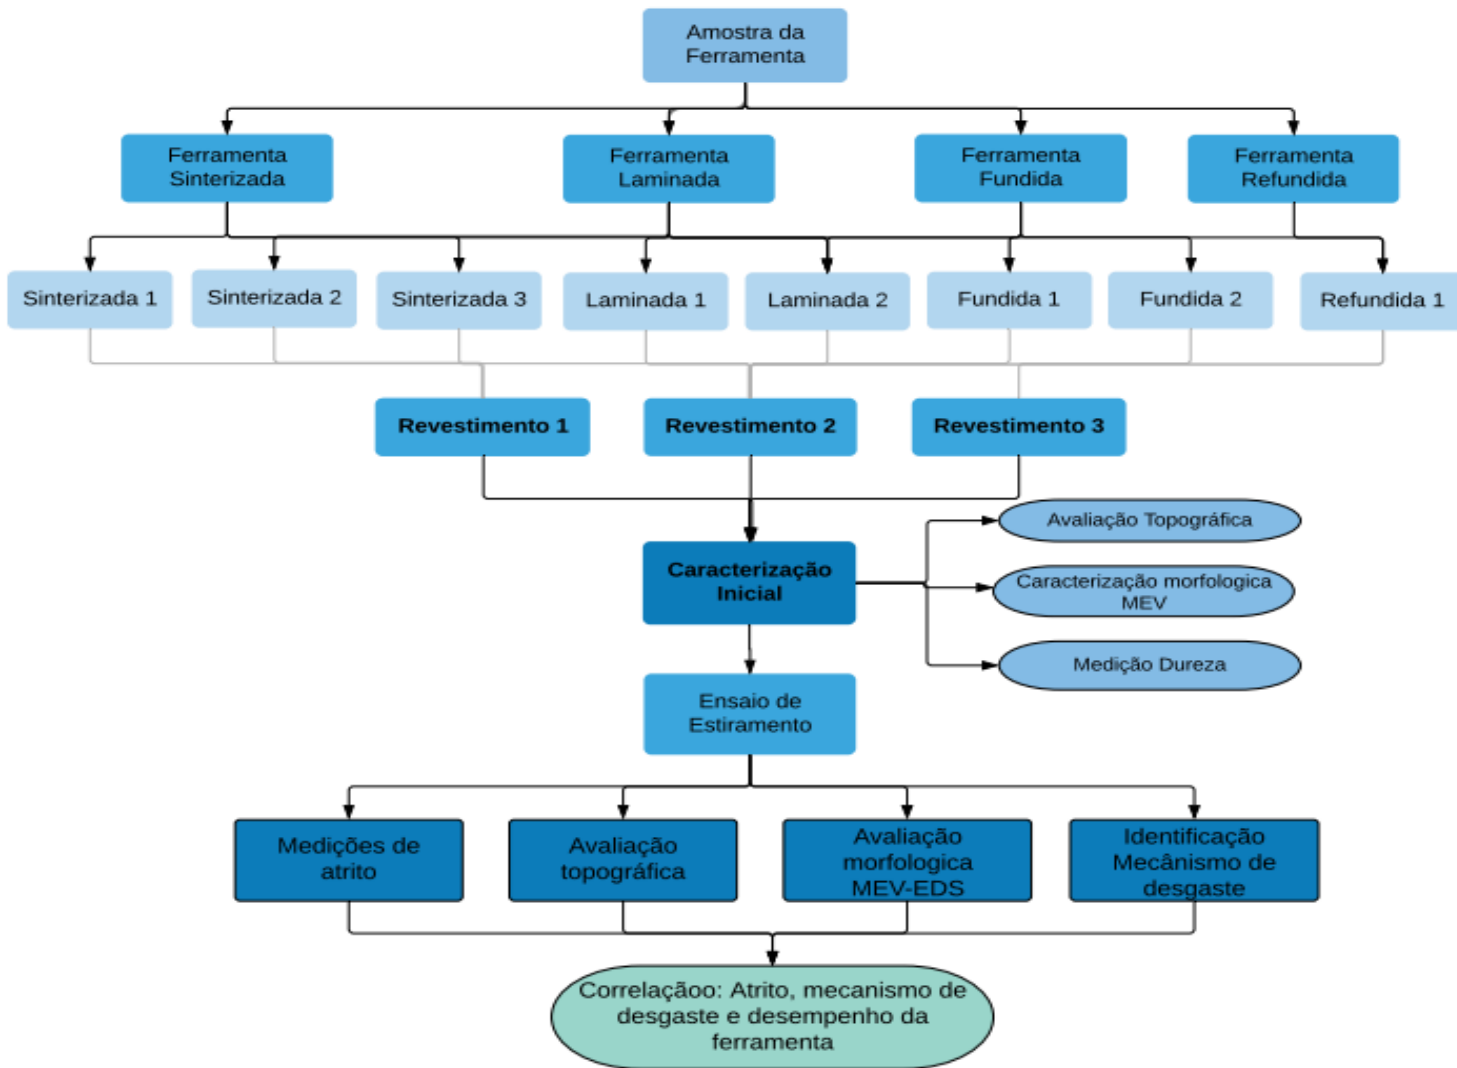 Amostra da
Ferramenta
Ferramenta
Sinterizada
Ferramenta
Laminada
Ferramenta
Fundida
Ferramenta
Refundida
Sinterizada 1
Sinterizada 2
Sinterizada 3
Laminada 1
Laminada 2
Fundida 1
Fundida 2
Refundida 1
Revestimento 1
Revestimento 2
Revestimento 3
Avaliação Topográfica
Caracterização
Inicial
Caracterização morfologica
MEV
Medição Dureza
Ensaio de
Estiramento
Medições de
atrito
Avaliação
topográfica
Avaliação
morfologica
MEV-EDS
Identificação
Mecânismo de
desgaste
Correlaçãoo: Atrito, mecanismo de
desgaste e desempenho da
ferramenta